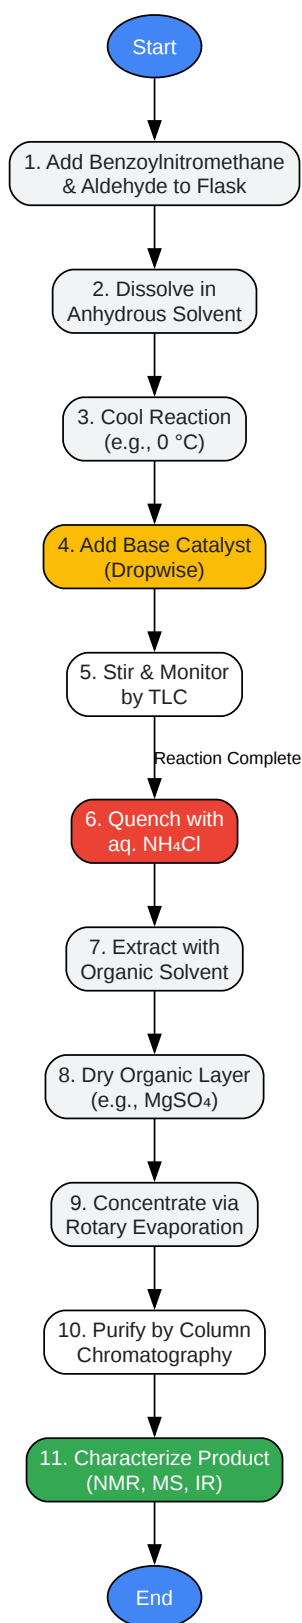 Start
1. Add Benzoylnitromethane
& Aldehyde to Flask
2. Dissolve in
Anhydrous Solvent
3. Cool Reaction
(e.g., 0 °C)
4. Add Base Catalyst
(Dropwise)
5. Stir & Monitor
by TLC
Reaction Complete
6. Quench with
aq. NH₄Cl
7. Extract with
Organic Solvent
8. Dry Organic Layer
(e.g., MgSO₄)
9. Concentrate via
Rotary Evaporation
10. Purify by Column
Chromatography
11. Characterize Product
(NMR, MS, IR)
End